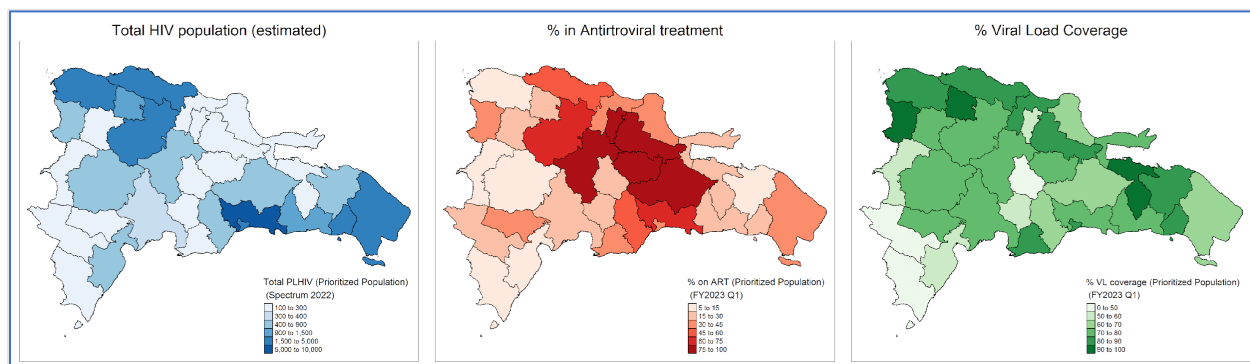 Total HIV population (estimated)
% in Antirtroviral treatment
% Viral Load Coverage
Total PLHIV (Prioritized Population)
(Spectrum 2022)
100 to 300
300 to 400
400 to 900
900 to 1,500
1,500 to 5,000
5,000 to 10,000
% on ART (Prioritized Population)
(FY2023 Q1)
5 to 15
15 to 30
30 to 45
45 to 60
60 to 75
75 to 100
% VL coverage (Prioritized Population)
(FY2023 Q1)
0 to 50
50 to 60
60 to 70
70 to 80
80 to 90
90 to 100